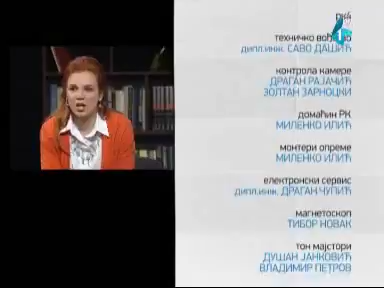 техничко
дипл.инж. САВО ДАШИЋ
контрола камере
ДРАГАН РАЈАЧИЋ
ЗОЛТАН ЗАРНОЦКИ
домаћин РК
МИЛЕНКО ИЛИЋ
монтери опреме
МИЛЕНКО ИЛИЋ
електронски сервис
дипл.инж. ДРАГАН ЧУПИЋ
магнетоскоп
ТИБОР НОВАК
тон мајстори
ДУШАН ЈАНКОВИЋ
ВЛАДИМИР ПЕТРОВ